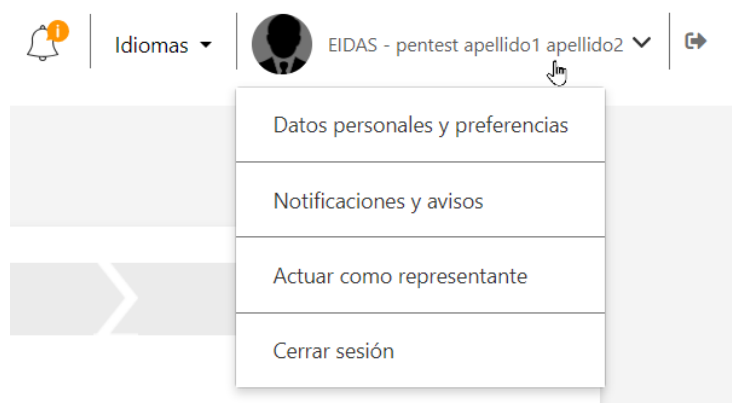 Idiomas
EIDAS - pentest apellido1 apellido2
Datos personales y preferencias
Notificaciones y avisos
Actuar como representante
Cerrar sesión